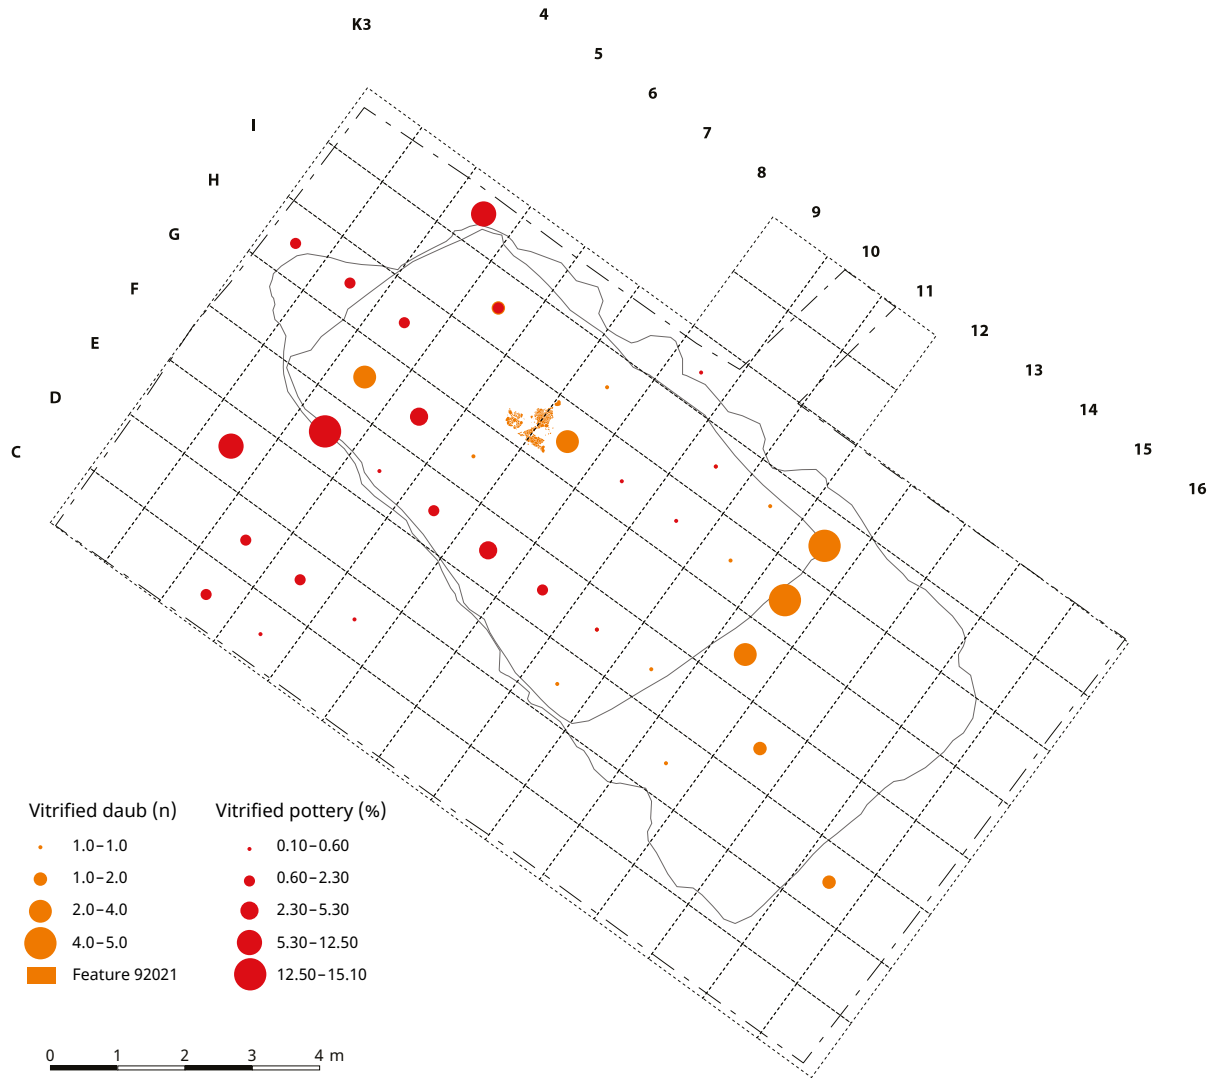 K3
4
5
6
7
8
9
10
11
12
13
14
15
16
I
H
G
F
E
D
C
Vitrified daub (n)
1.0–1.0
1.0–2.0
2.0–4.0
4.0–5.0
Feature 92021
Vitrified pottery (%)
0.10–0.60
0.60–2.30
2.30–5.30
5.30–12.50
12.50–15.10
0 1 2 3 4 m